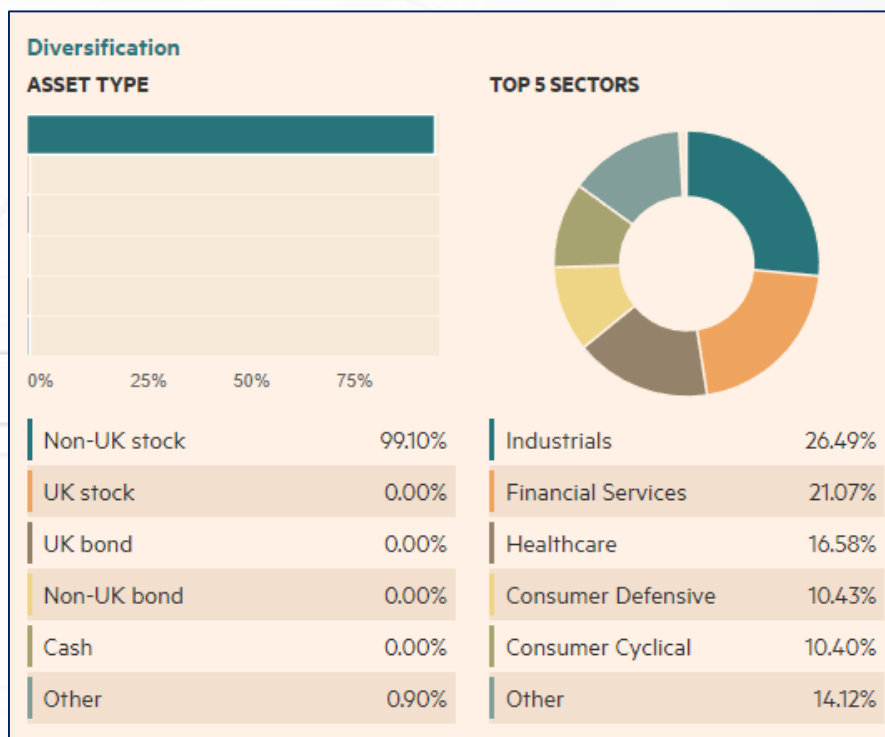 Diversification
ASSET TYPE
0% 25% 50% 75%
Non-UK stock 99.10%
UK stock 0.00%
UK bond 0.00%
Non-UK bond 0.00%
Cash 0.00%
Other 0.90%
TOP 5 SECTORS
Industrials 26.49%
Financial Services 21.07%
Healthcare 16.58%
Consumer Defensive 10.43%
Consumer Cyclical 10.40%
Other 14.12%